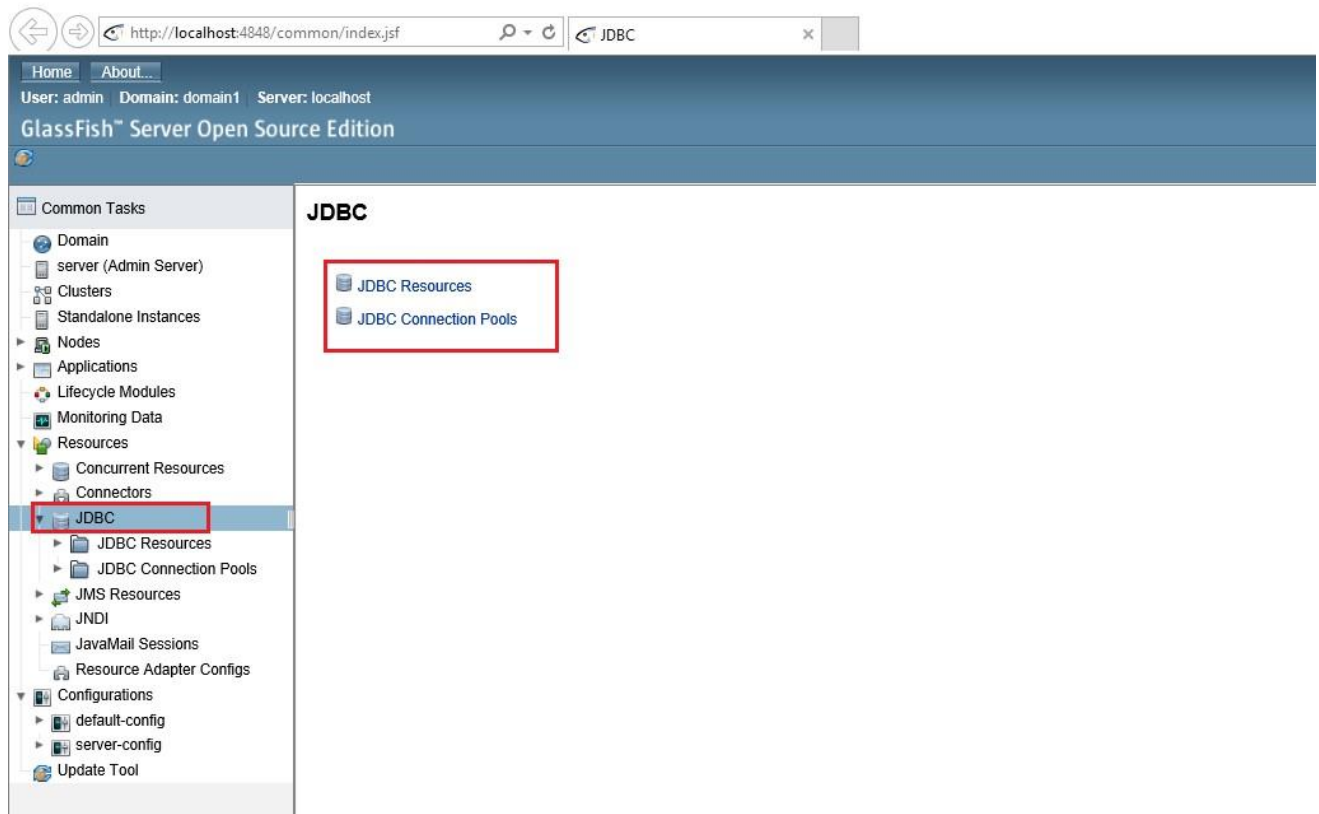 http://localhost:4848/common/index.jsf
JDBC
Home About...
User: admin Domain: domain1 Server: localhost
GlassFish™ Server Open Source Edition
Common Tasks
Domain
server (Admin Server)
Clusters
Standalone Instances
Nodes
Applications
Lifecycle Modules
Monitoring Data
Resources
Concurrent Resources
Connectors
JDBC
JDBC Resources
JDBC Connection Pools
JMS Resources
JNDI
JavaMail Sessions
Resource Adapter Configs
Configurations
default-config
server-config
Update Tool
JDBC
JDBC Resources
JDBC Connection Pools